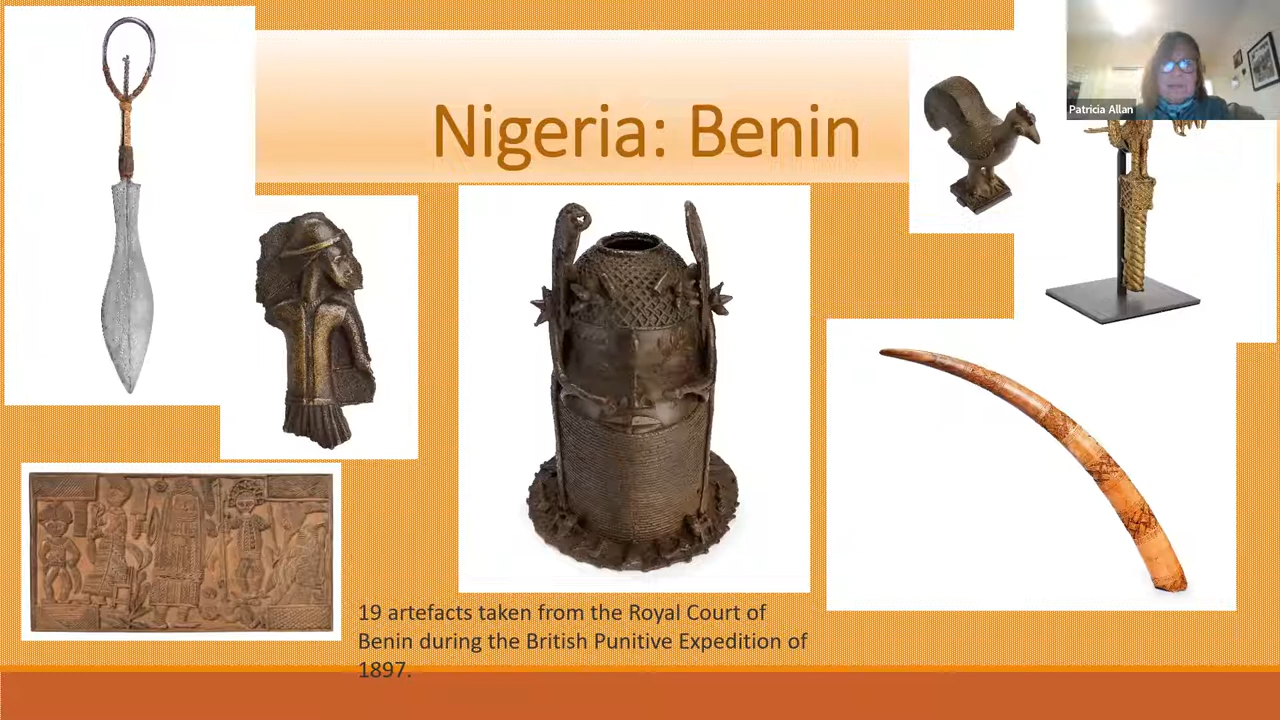 Patricia Allan
Nigeria: Benin
19 artefacts taken from the Royal Court of
Benin during the British Punitive Expedition of
1897.